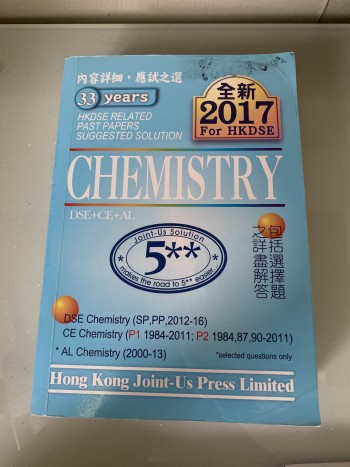 內容詳細，應試之選
33 years
HKDSE RELATED
PAST PAPERS
SUGGESTED SOLUTION
全新
2017
For HKDSE
CHEMISTRY
DSE+CE+AL
Joint-Us Solution
* 5** *
makes the road to 5** easier
包括選擇題
之詳盡解答
DSE Chemistry (SP,PP,2012-16)
CE Chemistry (P1 1984-2011; P2 1984,87,90-2011)
* AL Chemistry (2000-13)
*selected questions only
Hong Kong Joint-Us Press Limited